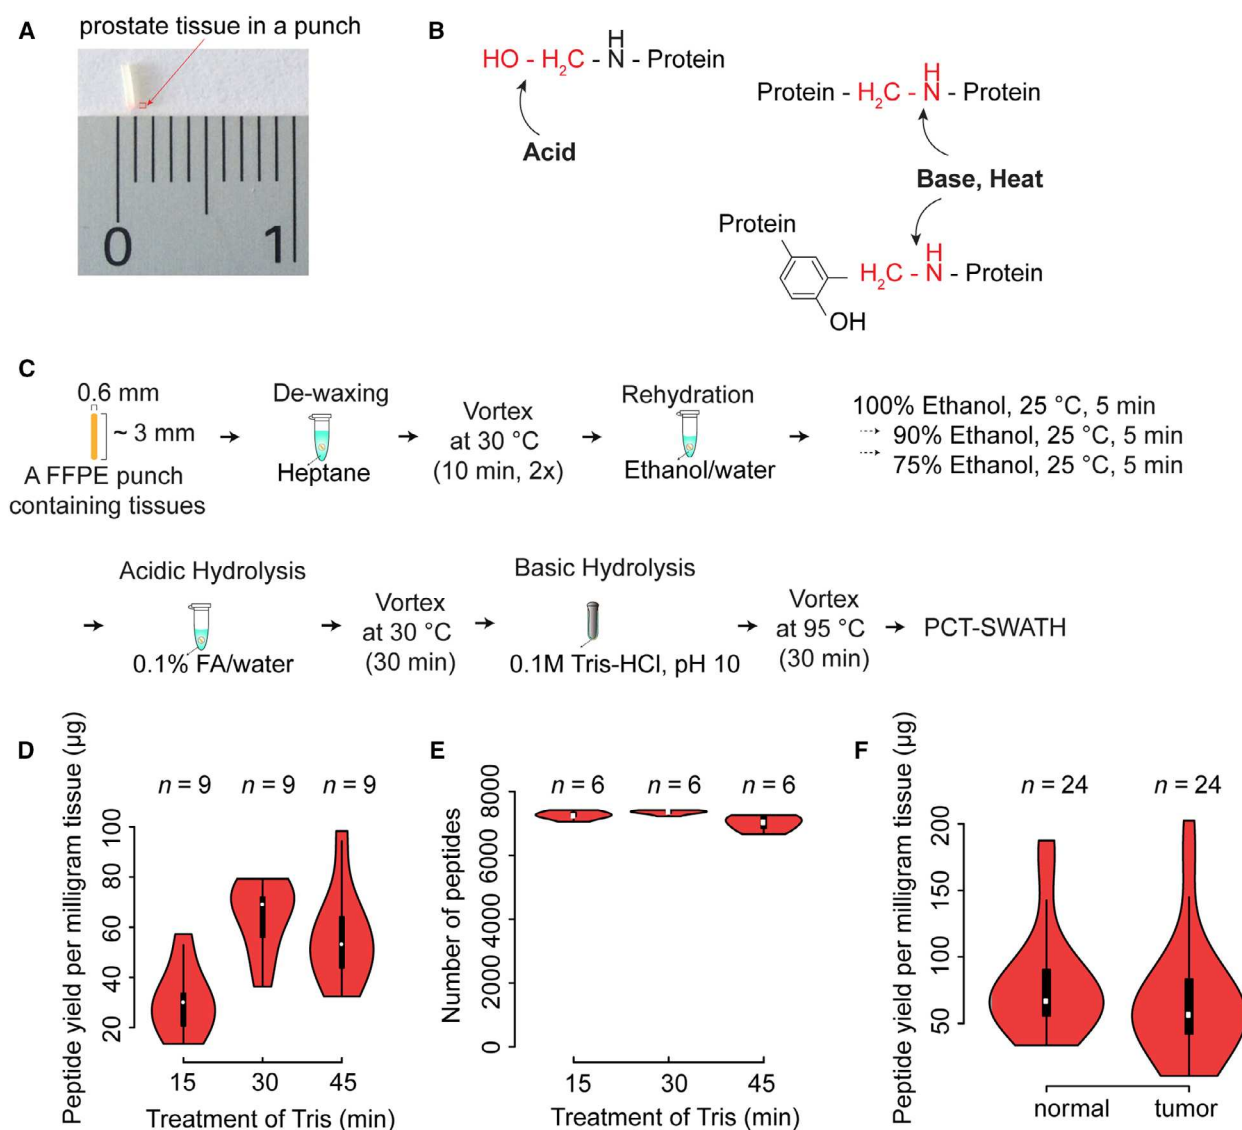 A
prostate tissue in a punch
0 1
B
HO - H2C - N - Protein
H
Acid
Protein - H2C - N - Protein
H
Base, Heat
Protein
H2C - N - Protein
H
OH
C
0.6 mm
~ 3 mm
A FFPE punch
containing tissues
De-waxing
Heptane
Vortex
at 30 °C
(10 min, 2x)
Rehydration
Ethanol/water
100% Ethanol, 25 °C, 5 min
90% Ethanol, 25 °C, 5 min
75% Ethanol, 25 °C, 5 min
Acidic Hydrolysis
0.1% FA/water
Vortex
at 30 °C
(30 min)
Basic Hydrolysis
0.1M Tris-HCl, pH 10
Vortex
at 95 °C
(30 min)
PCT-SWATH
D
Peptide yield per milligram tissue (μg)
n = 9 n = 9 n = 9
100
80
60
40
20
15 30 45
Treatment of Tris (min)
E
Number of peptides
n = 6 n = 6 n = 6
8000
6000
4000
2000
0
15 30 45
Treatment of Tris (min)
F
Peptide yield per milligram tissue (μg)
n = 24 n = 24
200
150
100
50
normal tumor